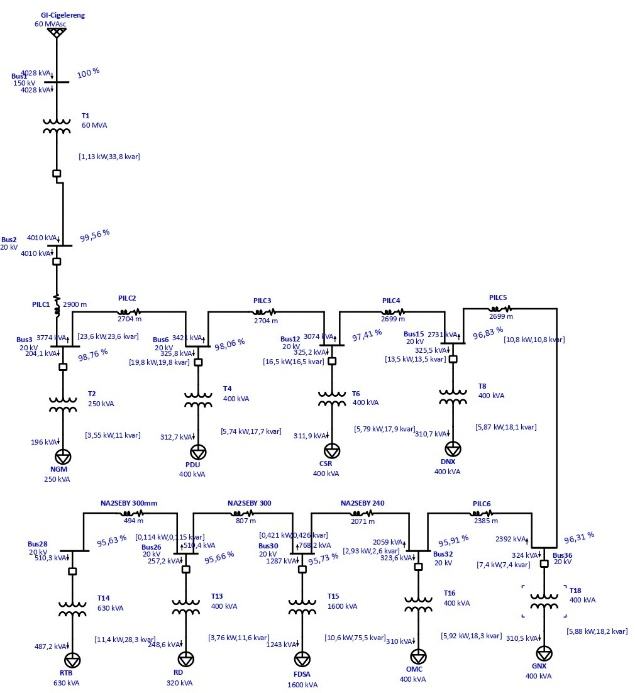 GI-Cigelereng
60 MVAsc
4028 kVA
Bus1
150 kV
4028 kVA
100 %
T1
60 MVA
[1,13 kW,33,8 kvar]
Bus2
20 kV
4010 kVA
4010 kVA
99,56 %
PILC1
2900 m
PILC2
2704 m
PILC3
2704 m
PILC4
2699 m
PILC5
2699 m
Bus3
20 kV
3774 kVA
204,1 kVA
[23,6 kW,23,6 kvar]
98,76 %
Bus6
20 kV
325,8 kVA
[19,8 kW,19,8 kvar]
98,06 %
Bus12
20 kV
3074 kVA
325,2 kVA
[16,5 kW,16,5 kvar]
97,41 %
Bus15
20 kV
2731 kVA
325,5 kVA
[13,5 kW,13,5 kvar]
96,83 %
[10,8 kW,10,8 kvar]
T2
250 kVA
T4
400 kVA
T6
400 kVA
T8
400 kVA
[3,55 kW,11 kvar]
[5,74 kW,17,7 kvar]
[5,79 kW,17,9 kvar]
[5,87 kW,18,1 kvar]
196 kVA
312,7 kVA
311,9 kVA
310,7 kVA
NGM
250 kVA
PDU
400 kVA
CSR
400 kVA
DNX
400 kVA
NA2SEBY 300mm
494 m
NA2SEBY 300
807 m
NA2SEBY 240
2071 m
PILC6
2385 m
Bus28
20 kV
510,3 kVA
95,63 %
[0,114 kW,0,115 kvar]
Bus26
20 kV
510,4 kVA
257,2 kVA
95,66 %
[0,421 kW,0,426 kvar]
Bus30
20 kV
768,2 kVA
1287 kVA
95,73 %
[2,93 kW,2,6 kvar]
2059 kVA
323,6 kVA
Bus32
20 kV
95,91 %
[7,4 kW,7,4 kvar]
2392 kVA
324 kVA
Bus36
20 kV
96,31 %
T14
630 kVA
T13
400 kVA
T15
1600 kVA
T16
400 kVA
T18
400 kVA
[11,4 kW,28,3 kvar]
[3,76 kW,11,6 kvar]
[10,6 kW,75,5 kvar]
[5,92 kW,18,3 kvar]
[5,88 kW,18,2 kvar]
487,2 kVA
248,6 kVA
1243 kVA
310 kVA
310,5 kVA
RTB
630 kVA
RD
320 kVA
FDSA
1600 kVA
OMC
400 kVA
GNX
400 kVA